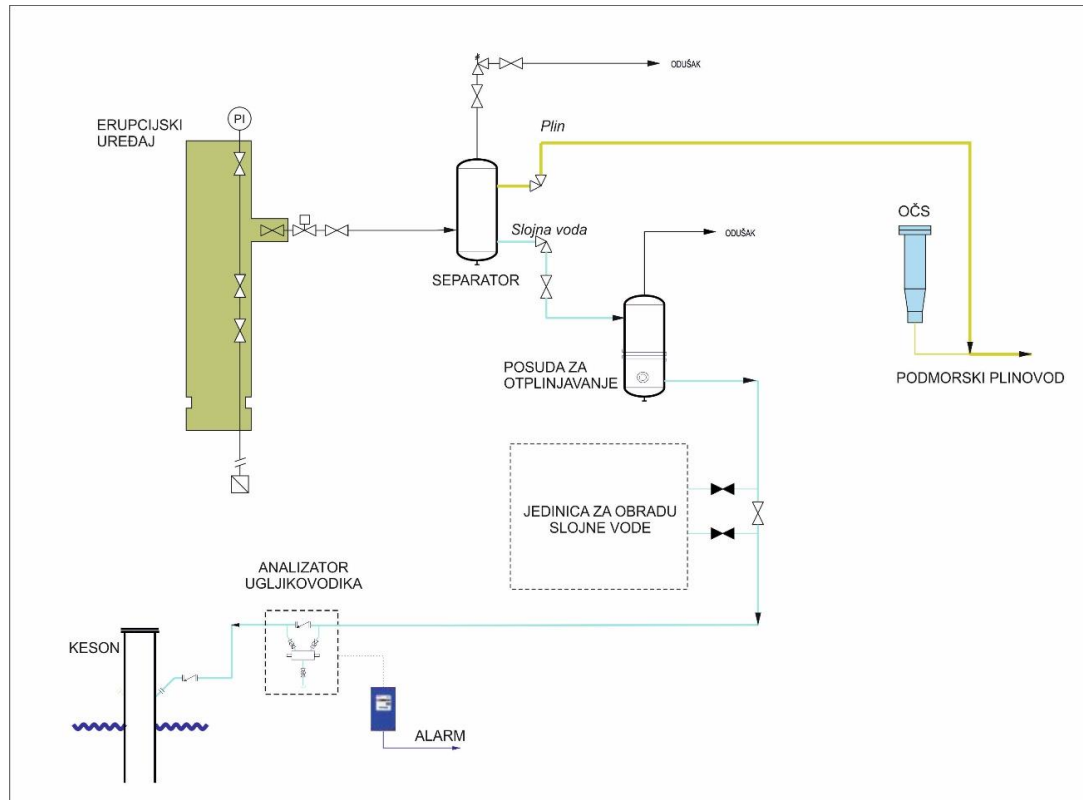 ODUŠAK
PI
ERUPCIJSKI
UREĐAJ
Plin
OČS
Slojna voda
ODUŠAK
SEPARATOR
POSUDA ZA
OTPLINJAVANJE
PODMORSKI PLINOVOD
JEDINICA ZA OBRADU
SLOJNE VODE
ANALIZATOR
UGLJIKOVODIKA
KESON
ALARM